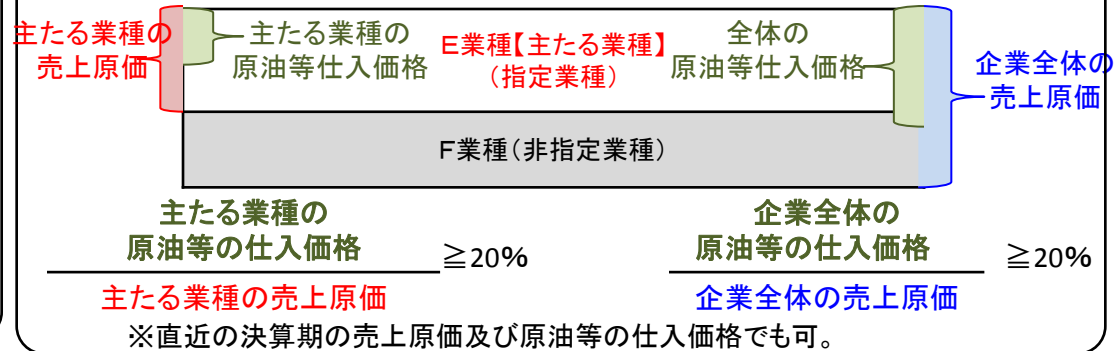 主たる業種の
売上原価
主たる業種の
原油等仕入価格
E業種【主たる業種】
(指定業種)
全体の
原油等仕入価格
企業全体の
売上原価
F業種(非指定業種)
主たる業種の
原油等の仕入価格
≧20%
主たる業種の売上原価
企業全体の
原油等の仕入価格
≧20%
企業全体の売上原価
※直近の決算期の売上原価及び原油等の仕入価格でも可。